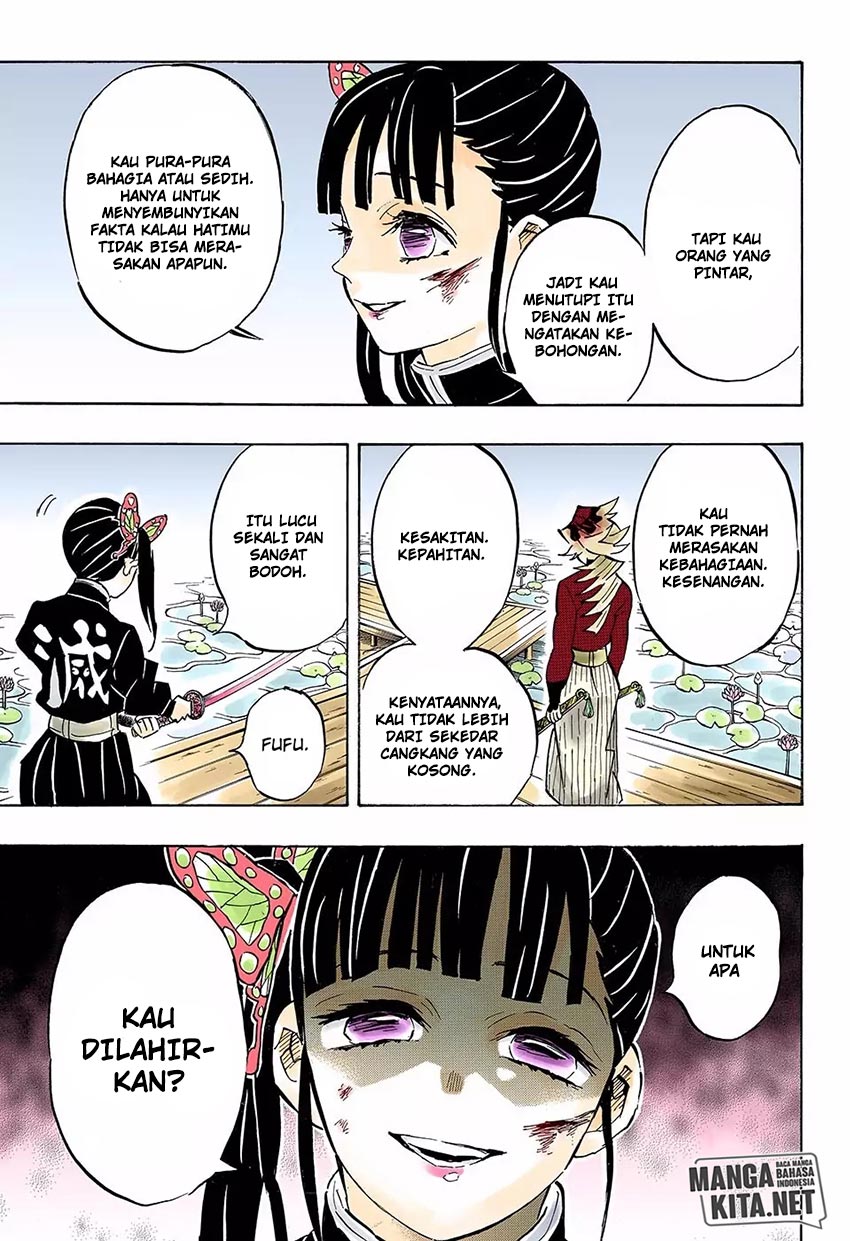 TAPI KAU
ORANG YANG
PINTAR,
JADI KAU
MENUTUPI ITU
DENGAN ME-
NGATAKAN KE-
BOHONGAN.
KAU PURA-PURA
BAHAGIA ATAU SEDIH.
HANYA UNTUK
MENYEMBUNYIKAN
FAKTA KALAU HATIMU
TIDAK BISA MERA-
SAKAN APAPUN.
KAU
TIDAK PERNAH
MERASAKAN
KEBAHAGIAAN.
KESENANGAN.
KESAKITAN.
KEPAHITAN.
KENYATAANNYA,
KAU TIDAK LEBIH
DARI SEKEDAR
CANGKANG YANG
KOSONG.
ITU LUCU
SEKALI DAN
SANGAT
BODOH.
FUFU.
滅
UNTUK
APA
KAU
DILAHIR-
KAN?
MANGA
KITA.NET
BACA MANGA
BAHASA
INDONESIA